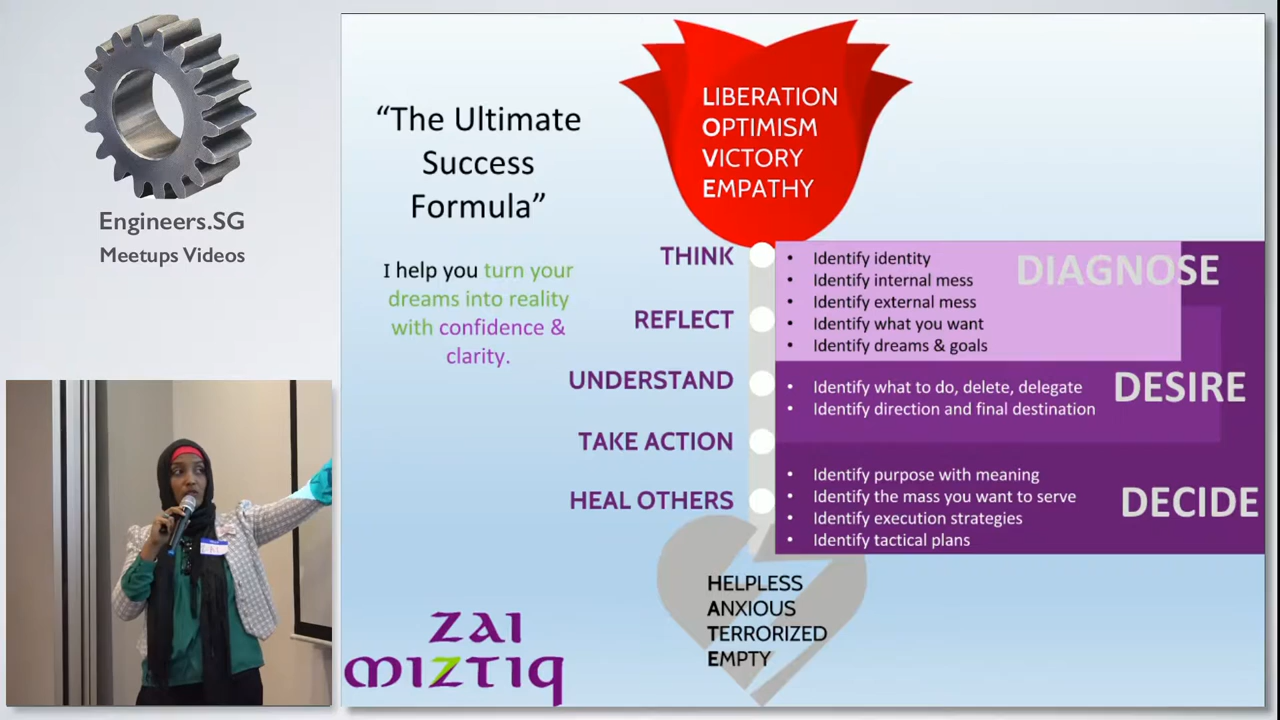 Engineers.SG
Meetups Videos
“The Ultimate
Success
Formula”
I help you turn your
dreams into reality
with confidence &
clarity.
LIBERATION
OPTIMISM
VICTORY
EMPATHY
THINK
REFLECT
UNDERSTAND
TAKE ACTION
HEAL OTHERS
• Identify identity
• Identify internal mess
• Identify external mess
• Identify what you want
• Identify dreams & goals
DIAGNOSE
• Identify what to do, delete, delegate
• Identify direction and final destination
DESIRE
• Identify purpose with meaning
• Identify the mass you want to serve
• Identify execution strategies
• Identify tactical plans
DECIDE
HELPLESS
ANXIOUS
TERRORIZED
EMPTY
ZAI
MIZTIQ